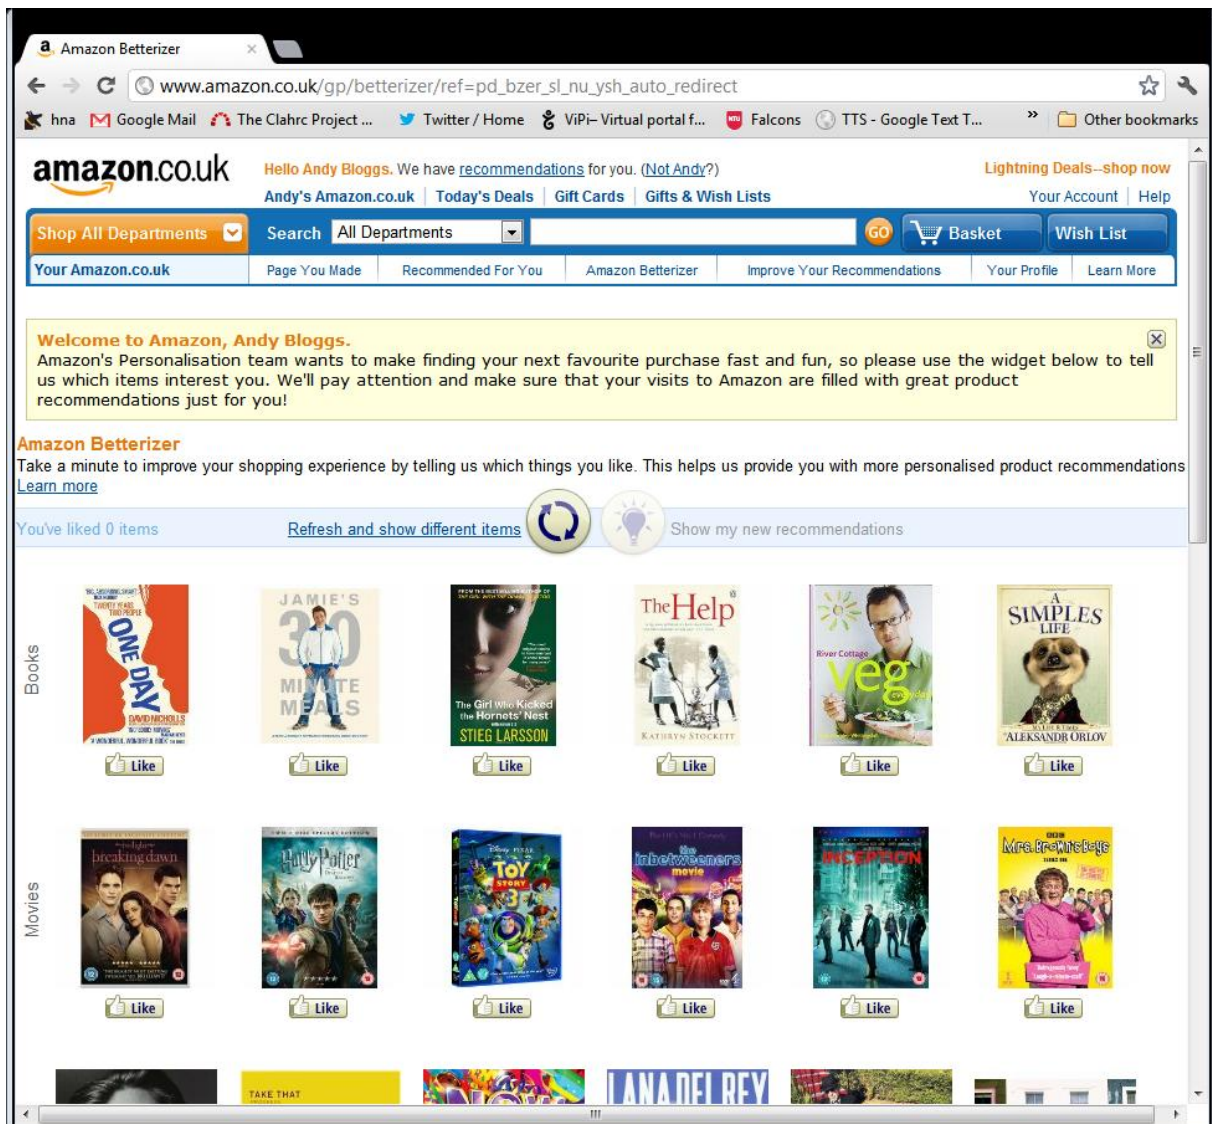 Amazon Betterizer
www.amazon.co.uk/gp/betterizer/ref=pd_bzer_sl_nu_ysh_auto_redirect
hna Google Mail The Clahrc Project ... Twitter / Home ViPi– Virtual portal f... Falcons TTS - Google Text T... » Other bookmarks
amazon.co.uk Hello Andy Bloggs. We have recommendations for you. (Not Andy?) Lightning Deals--shop now
Andy's Amazon.co.uk Today's Deals Gift Cards Gifts & Wish Lists Your Account Help
Shop All Departments Search All Departments GO Basket Wish List
Your Amazon.co.uk Page You Made Recommended For You Amazon Betterizer Improve Your Recommendations Your Profile Learn More
Welcome to Amazon, Andy Bloggs.
Amazon's Personalisation team wants to make finding your next favourite purchase fast and fun, so please use the widget below to tell
us which items interest you. We'll pay attention and make sure that your visits to Amazon are filled with great product
recommendations just for you!
Amazon Betterizer
Take a minute to improve your shopping experience by telling us which things you like. This helps us provide you with more personalised product recommendations
Learn more
You've liked 0 items Refresh and show different items Show my new recommendations
Books
TWENTY YEARS
TWO PEOPLE
ONE DAY
DAVID NICHOLLS
JAMIE'S
30
MINUTE
MEALS
The Girl Who Kicked
the Hornets' Nest
STIEG LARSSON
The Help
KATHRYN STOCKETT
River Cottage
veg
everyday
A
SIMPLES
LIFE
ALEKSANDR ORLOV
Like Like Like Like Like Like
Movies
twilight
breaking dawn
Harry Potter
Disney PIXAR
TOY
STORY
3
the
inbetweeners
movie
INCEPTION
BBC
Mrs. Brown's Boys
Like Like Like Like Like Like
TAKE THAT
NOW
LANA DEL REY